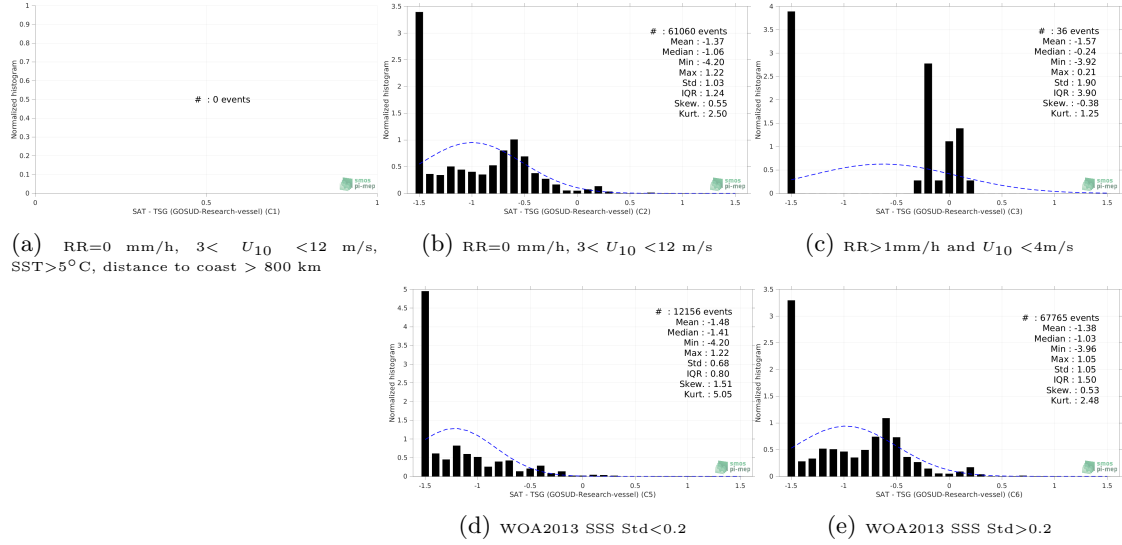 1
0.9
0.8
0.7
0.6
0.5
0.4
0.3
0.2
0.1
0
Normalized histogram
# : 0 events
smos
pi-mep
0 0.5 1
SAT - TSG (GOSUD-Research-vessel) (C1)
(a) RR=0 mm/h, 3< U10 <12 m/s,
SST>5°C, distance to coast > 800 km
3.5
3
2.5
2
1.5
1
0.5
0
Normalized histogram
# : 61060 events
Mean : -1.37
Median : -1.06
Min : -4.20
Max : 1.22
Std : 1.03
IQR : 1.24
Skew. : 0.55
Kurt. : 2.50
smos
pi-mep
-1.5 -1 -0.5 0 0.5 1 1.5
SAT - TSG (GOSUD-Research-vessel) (C2)
(b) RR=0 mm/h, 3< U10 <12 m/s
4
3.5
3
2.5
2
1.5
1
0.5
0
Normalized histogram
# : 36 events
Mean : -1.57
Median : -0.24
Min : -3.92
Max : 0.21
Std : 1.90
IQR : 3.90
Skew. : -0.38
Kurt. : 1.25
smos
pi-mep
-1.5 -1 -0.5 0 0.5 1 1.5
SAT - TSG (GOSUD-Research-vessel) (C3)
(c) RR>1mm/h and U10 <4m/s
5
4.5
4
3.5
3
2.5
2
1.5
1
0.5
0
Normalized histogram
# : 12156 events
Mean : -1.48
Median : -1.41
Min : -4.20
Max : 1.22
Std : 0.68
IQR : 0.80
Skew. : 1.51
Kurt. : 5.05
smos
pi-mep
-1.5 -1 -0.5 0 0.5 1 1.5
SAT - TSG (GOSUD-Research-vessel) (C5)
(d) WOA2013 SSS Std<0.2
3.5
3
2.5
2
1.5
1
0.5
0
Normalized histogram
# : 67765 events
Mean : -1.38
Median : -1.03
Min : -3.96
Max : 1.05
Std : 1.05
IQR : 1.50
Skew. : 0.53
Kurt. : 2.48
smos
pi-mep
-1.5 -1 -0.5 0 0.5 1 1.5
SAT - TSG (GOSUD-Research-vessel) (C6)
(e) WOA2013 SSS Std>0.2